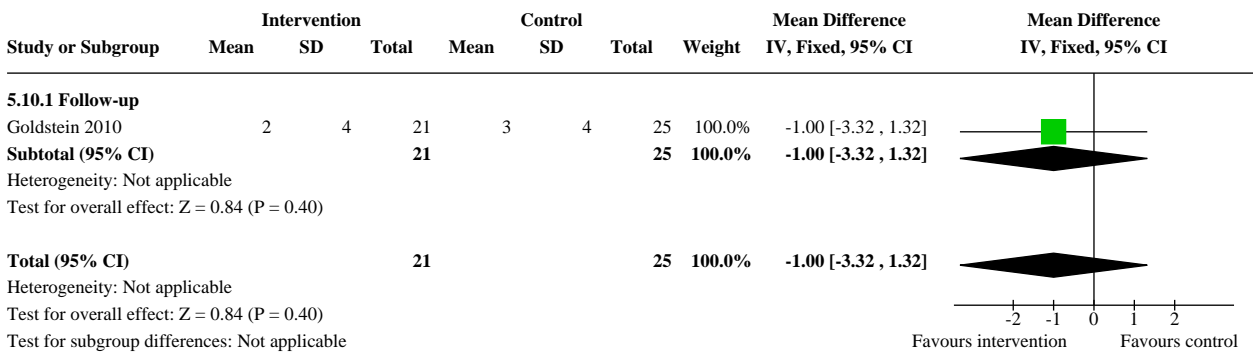 Intervention Control Mean Difference Mean Difference
Study or Subgroup Mean SD Total Mean SD Total Weight IV, Fixed, 95% CI IV, Fixed, 95% CI
5.10.1 Follow-up
Goldstein 2010 2 4 21 3 4 25 100.0% -1.00 [-3.32 , 1.32]
Subtotal (95% CI) 21 25 100.0% -1.00 [-3.32 , 1.32]
Heterogeneity: Not applicable
Test for overall effect: Z = 0.84 (P = 0.40)
Total (95% CI) 21 25 100.0% -1.00 [-3.32 , 1.32]
Heterogeneity: Not applicable
Test for overall effect: Z = 0.84 (P = 0.40)
-2 -1 0 1 2
Test for subgroup differences: Not applicable Favours intervention Favours control